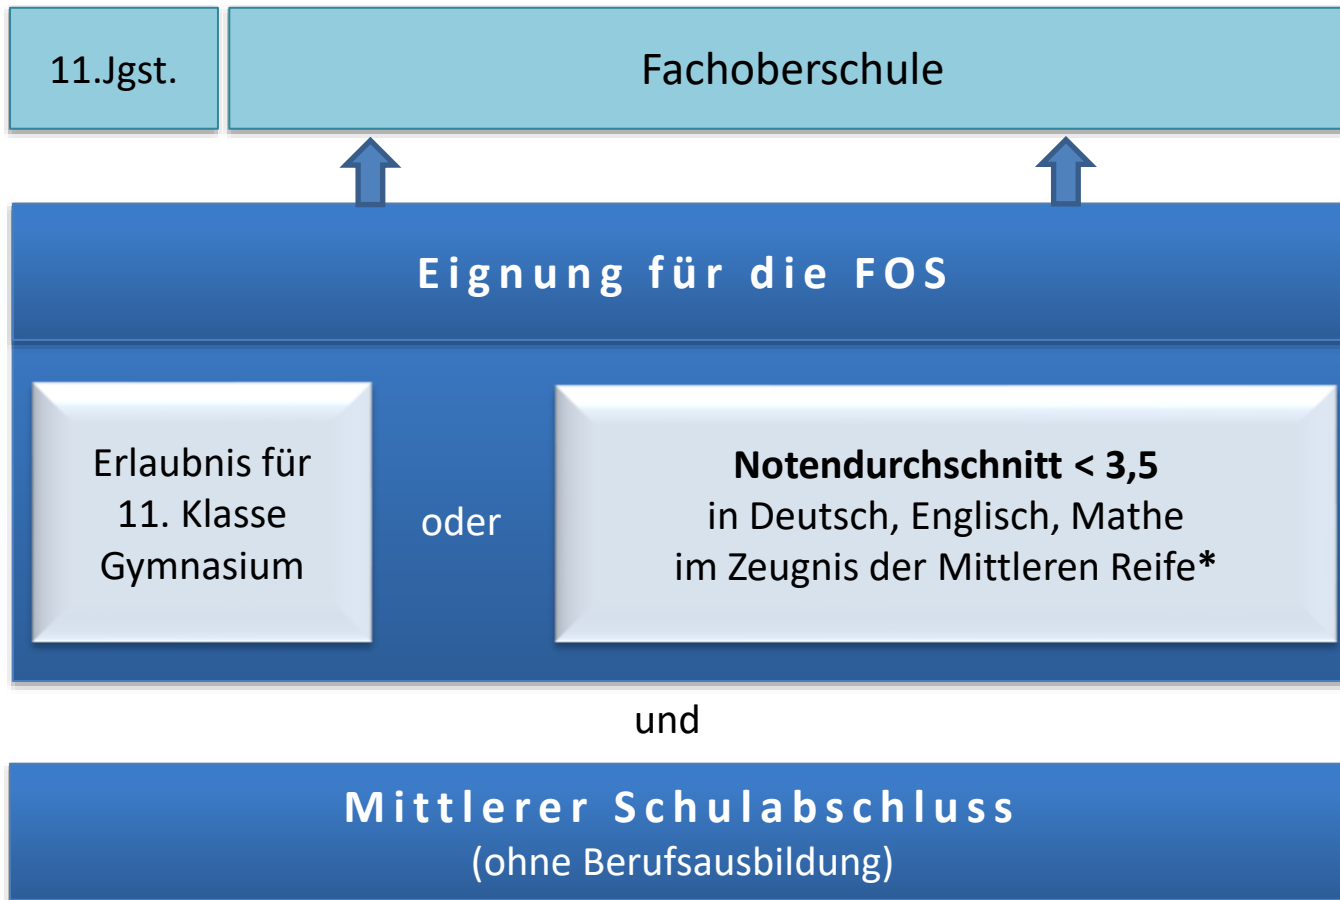 11.Jgst.
Fachoberschule
Eignung für die FOS
Erlaubnis für
11. Klasse
Gymnasium
oder
Notendurchschnitt < 3,5
in Deutsch, Englisch, Mathe
im Zeugnis der Mittleren Reife*
und
Mittlerer Schulabschluss
(ohne Berufsausbildung)